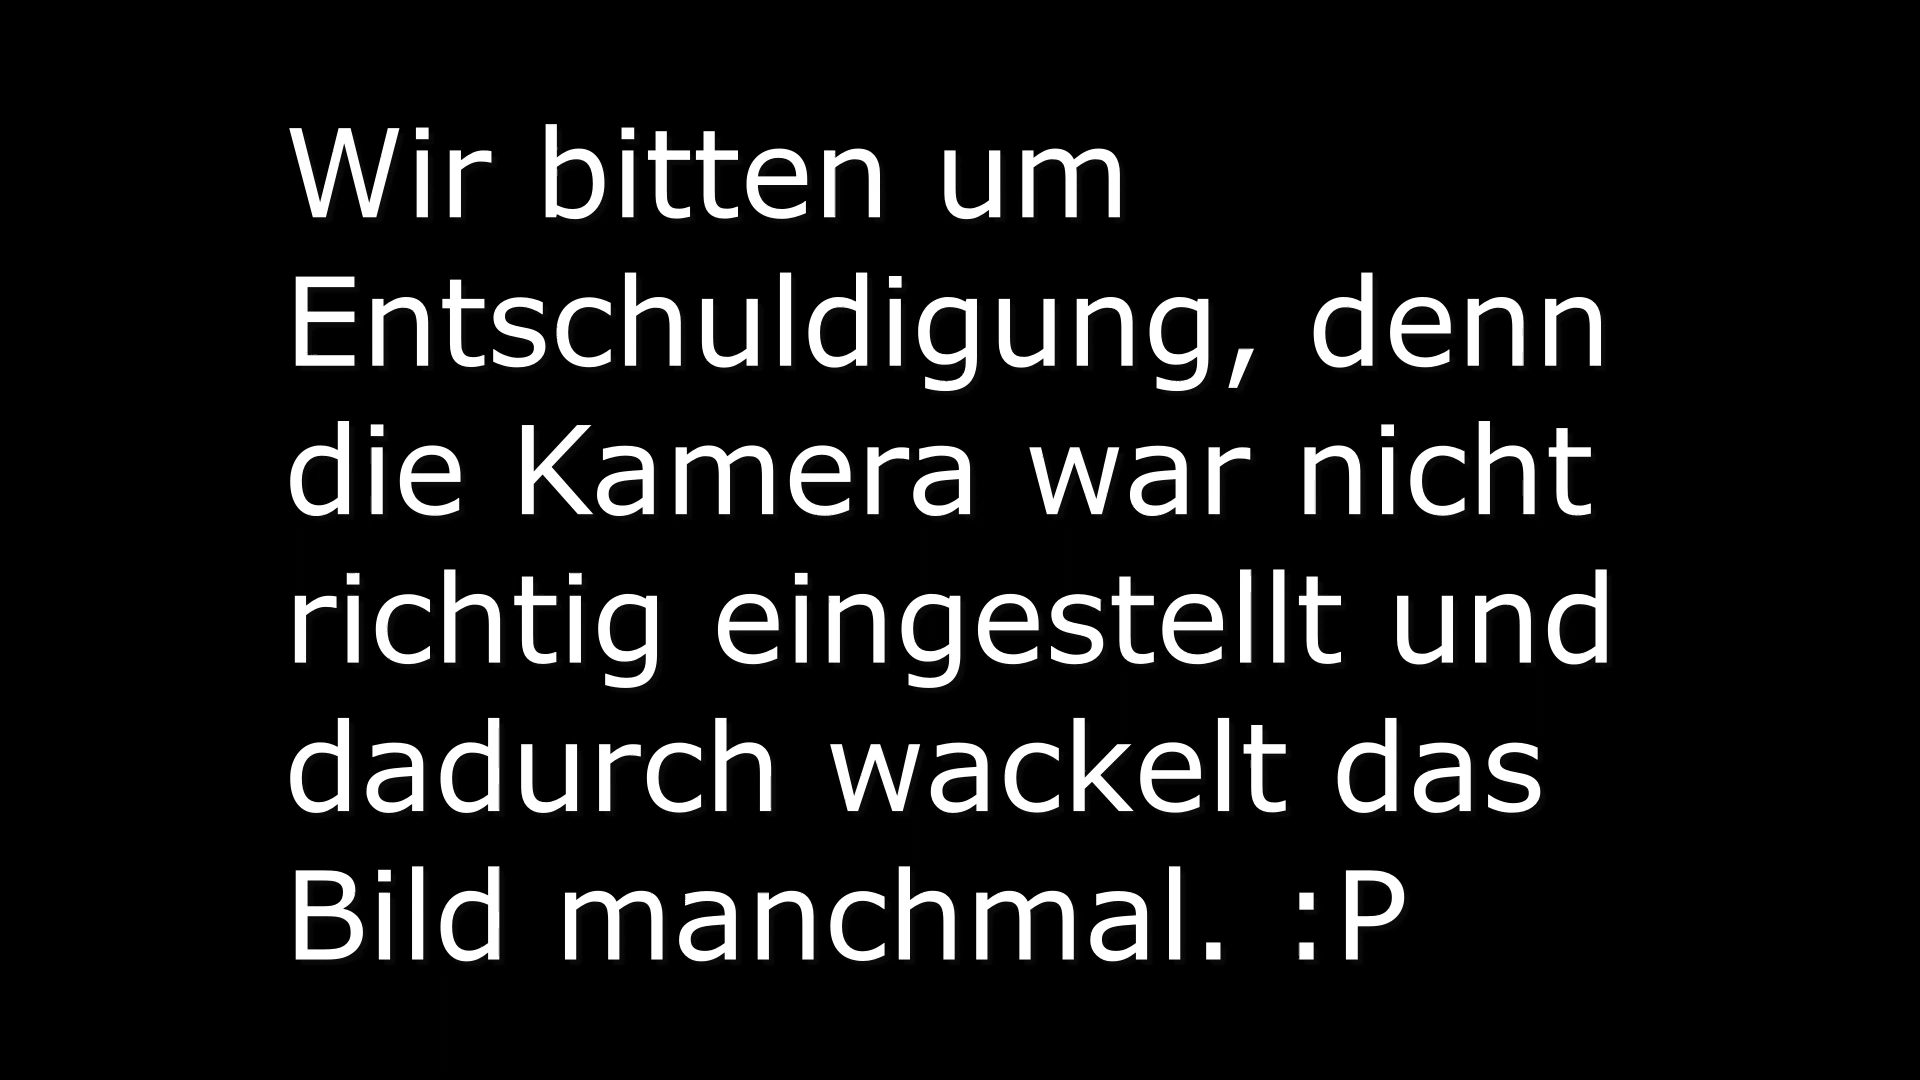 Wir bitten um
Entschuldigung, denn
die Kamera war nicht
richtig eingestellt und
dadurch wackelt das
Bild manchmal. :P